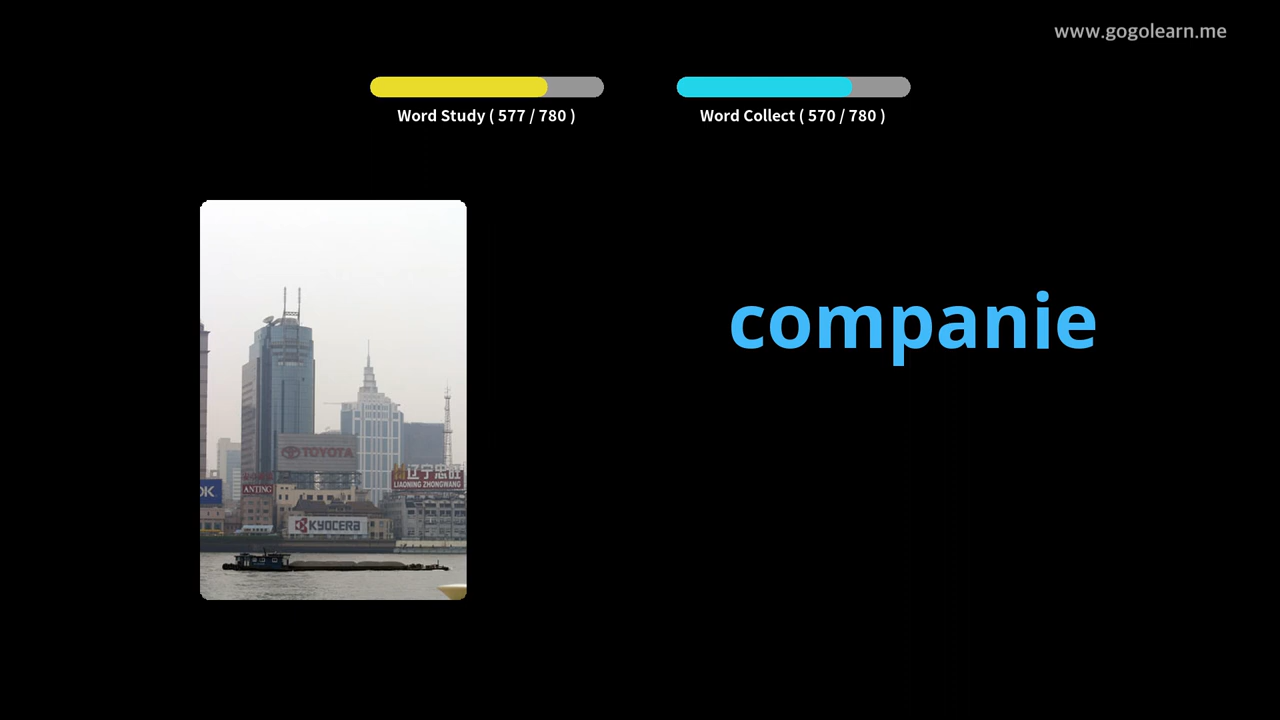 www.gogolearn.me
Word Study ( 577 / 780 )
Word Collect ( 570 / 780 )
companie
TOYOTA
辽宁忠旺
LIAONING ZHONGWANG
ANTING
KYOCERA